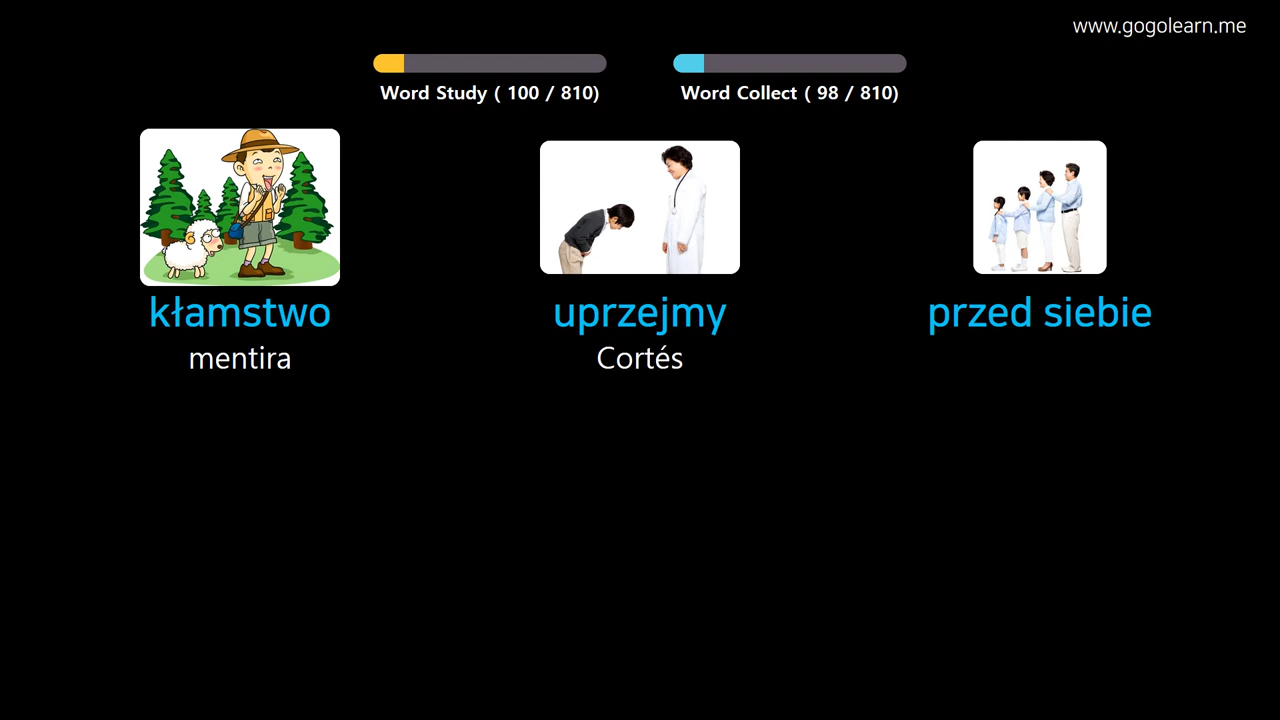 www.gogolearn.me
Word Study ( 100 / 810)
Word Collect ( 98 / 810)
kłamstwo
uprzejmy
przed siebie
mentira
Cortés